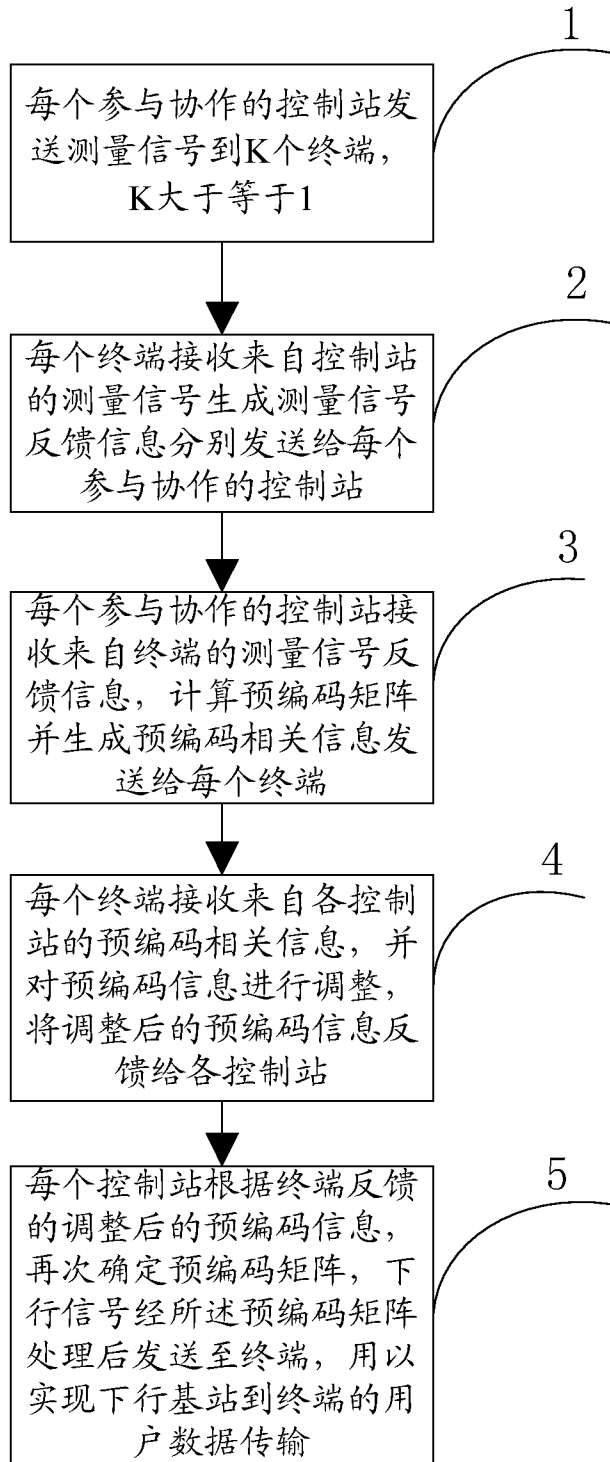 1
每个参与协作的控制站发
送测量信号到K个终端，
K大于等于1
2
每个终端接收来自控制站
的测量信号生成测量信号
反馈信息分别发送给每个
参与协作的控制站
3
每个参与协作的控制站接
收来自终端的测量信号反
馈信息，计算预编码矩阵
并生成预编码相关信息发
送给每个终端
4
每个终端接收来自各控制
站的预编码相关信息，并
对预编码信息进行调整，
将调整后的预编码信息反
馈给各控制站
5
每个控制站根据终端反馈
的调整后的预编码信息，
再次确定预编码矩阵，下
行信号经所述预编码矩阵
处理后发送至终端，用以
实现下行基站到终端的用
户数据传输